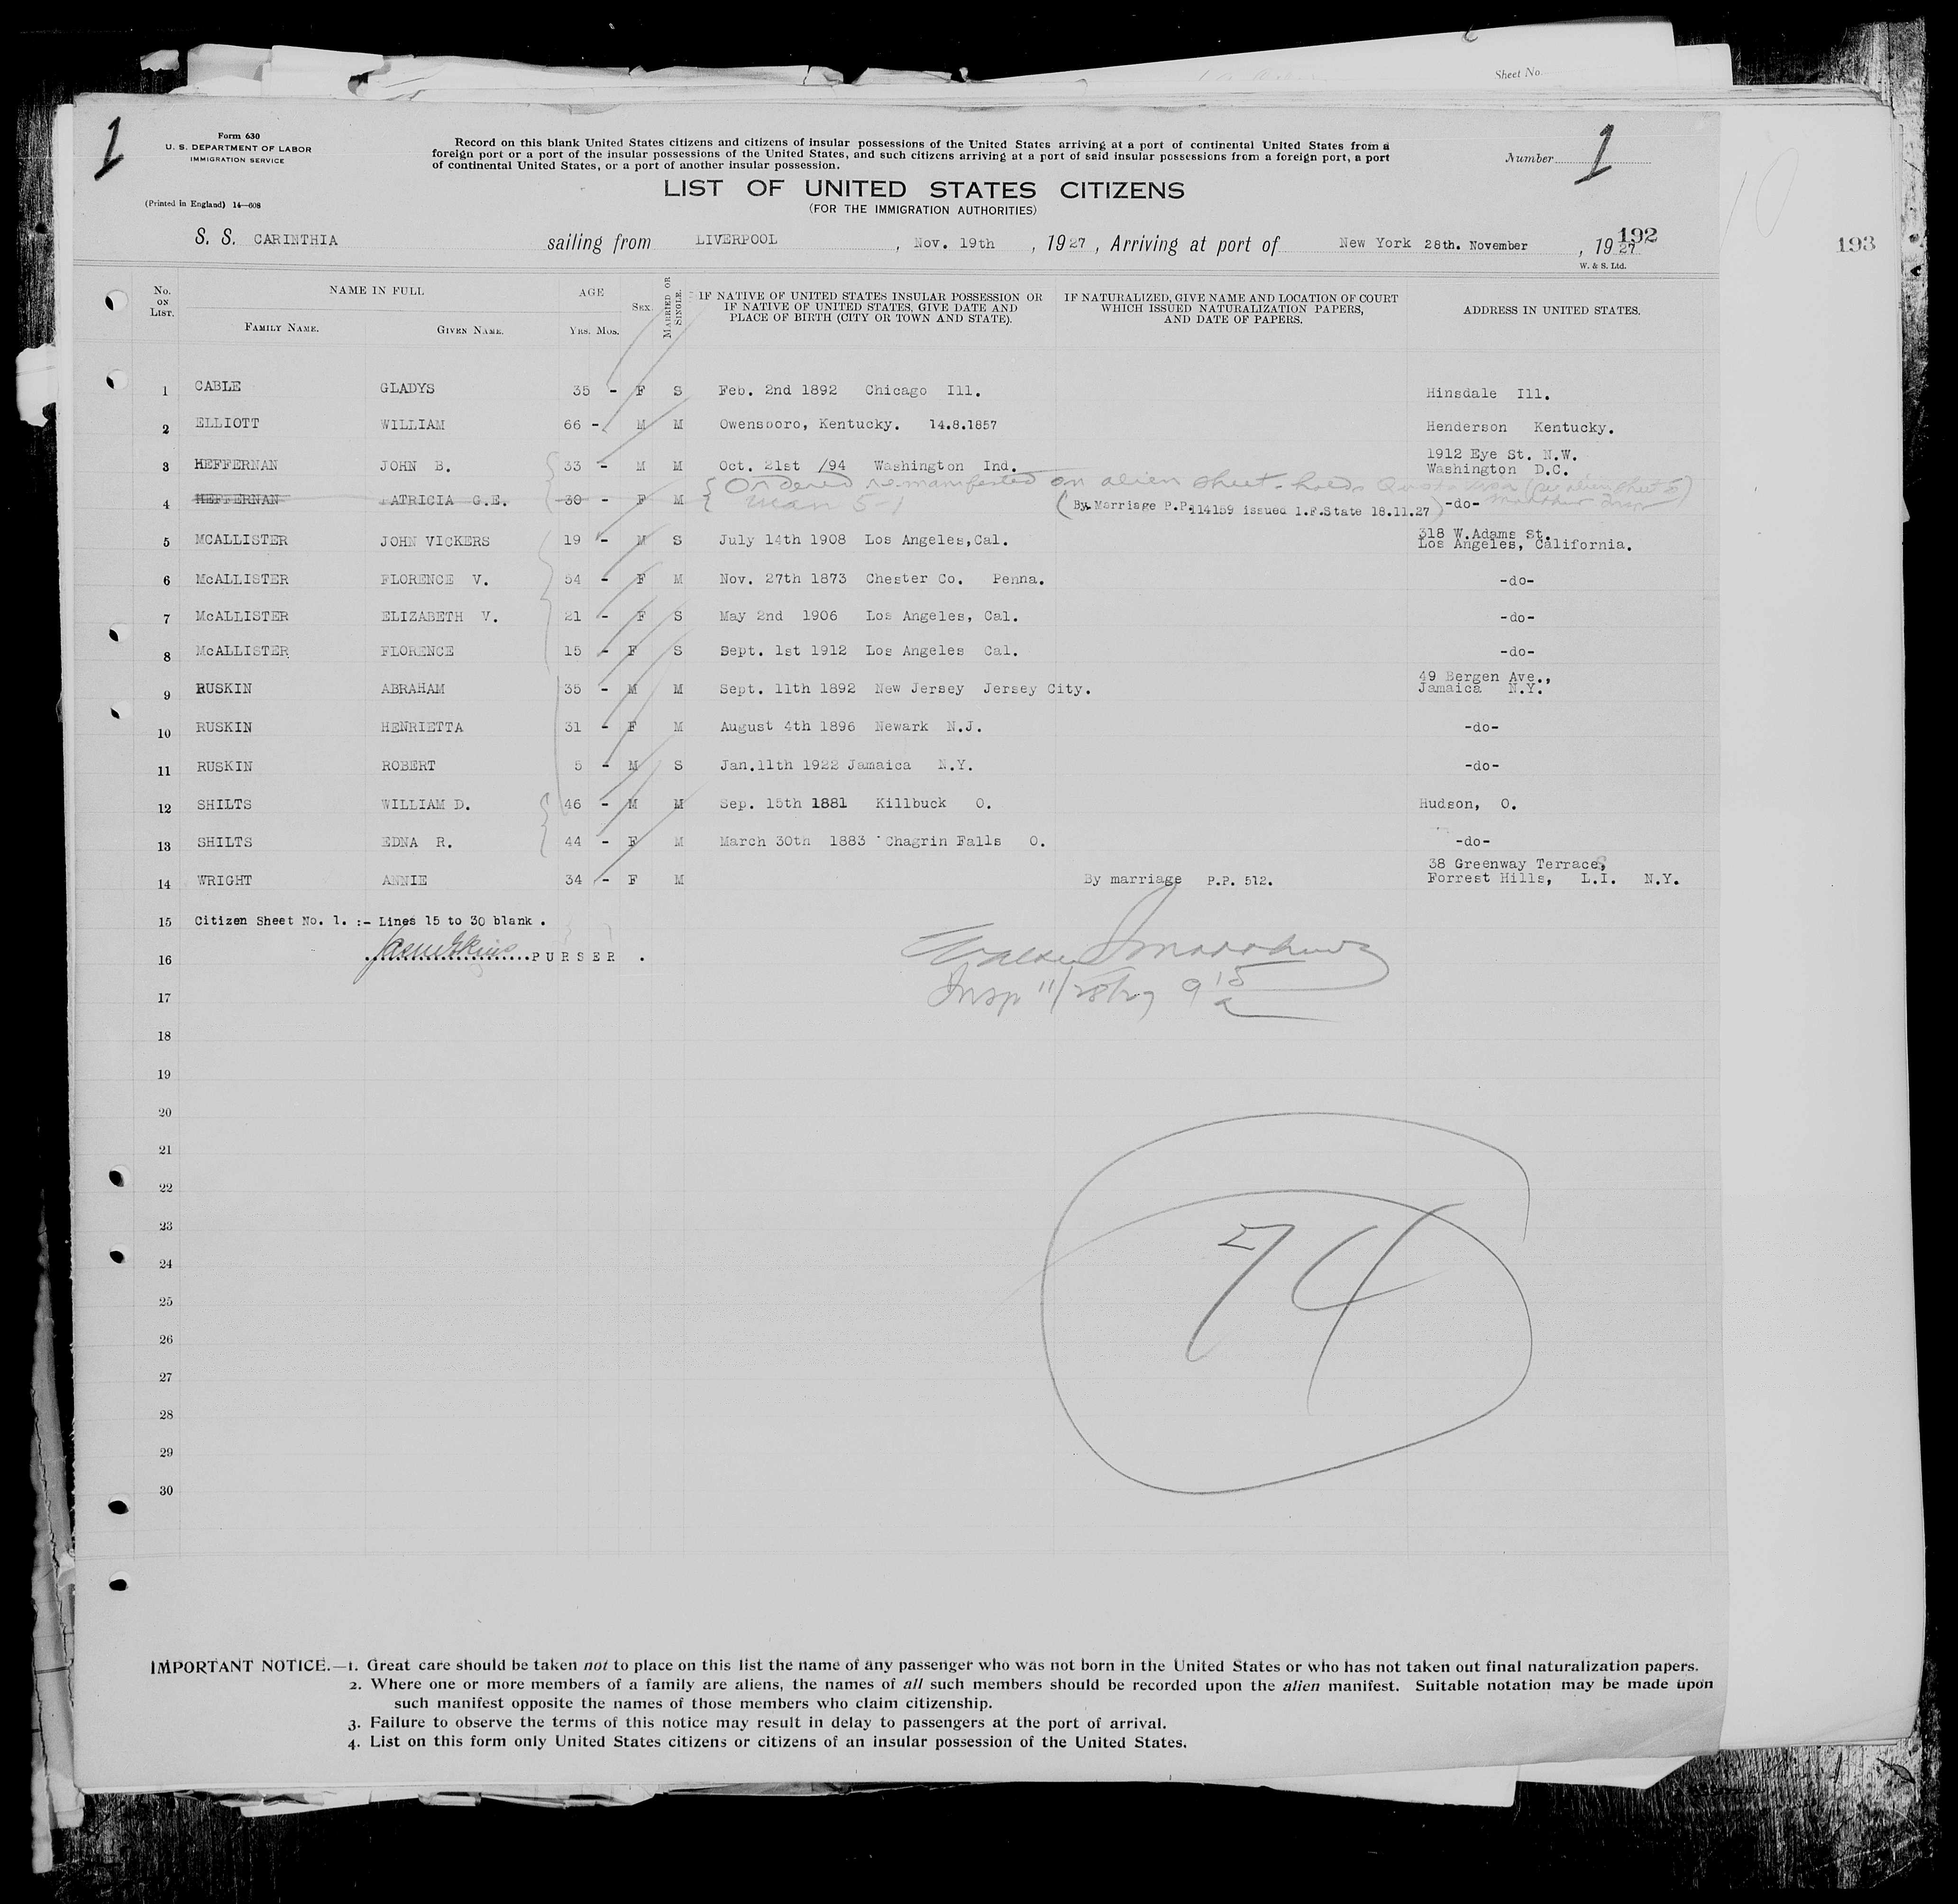 Sheet No.
1
Form 630
U. S. DEPARTMENT OF LABOR
IMMIGRATION SERVICE
(Printed in England) 14—608
Record on this blank United States citizens and citizens of insular possessions of the United States arriving at a port of continental United States from a
foreign port or a port of the insular possessions of the United States, and such citizens arriving at a port of said insular possessions from a foreign port, a port
of continental United States, or a port of another insular possession.
Number 1
10
LIST OF UNITED STATES CITIZENS
(FOR THE IMMIGRATION AUTHORITIES)
S. S. CARINTHIA sailing from LIVERPOOL, Nov. 19th, 1927, Arriving at port of New York 28th. November, 1927
192
193
W. & S. Ltd.
No. ON LIST. NAME IN FULL AGE SEX. MARRIED OR SINGLE. IF NATIVE OF UNITED STATES INSULAR POSSESSION OR IF NATIVE OF UNITED STATES, GIVE DATE AND PLACE OF BIRTH (CITY OR TOWN AND STATE). IF NATURALIZED, GIVE NAME AND LOCATION OF COURT WHICH ISSUED NATURALIZATION PAPERS, AND DATE OF PAPERS. ADDRESS IN UNITED STATES.
FAMILY NAME. GIVEN NAME. YRS. MOS.
1 CABLE GLADYS 35 - F S Feb. 2nd 1892 Chicago Ill. Hinsdale Ill.
2 ELLIOTT WILLIAM 66 - M M Owensboro, Kentucky. 14.8.1857 Henderson Kentucky.
3 HEFFERNAN JOHN B. 33 - M M Oct. 21st /94 Washington Ind. 1912 Eye St. N.W. Washington D.C.
Ordered remanifested on alien sheet - holds Quota visa (see alien sheet 5)
4 HEFFERNAN PATRICIA G.E. 30 - F M (By Marriage P.P. 114159 issued I.F.State 18.11.27) -do-
5 MCALLISTER JOHN VICKERS 19 - M S July 14th 1908 Los Angeles, Cal. 318 W.Adams St. Los Angeles, California.
6 McALLISTER FLORENCE V. 54 - F M Nov. 27th 1873 Chester Co. Penna. -do-
7 McALLISTER ELIZABETH V. 21 - F S May 2nd 1906 Los Angeles, Cal. -do-
8 McALLISTER FLORENCE 15 - F S Sept. 1st 1912 Los Angeles Cal. -do-
9 RUSKIN ABRAHAM 35 - M M Sept. 11th 1892 New Jersey Jersey City. 49 Bergen Ave., Jamaica N.Y.
10 RUSKIN HENRIETTA 31 - F M August 4th 1896 Newark N.J. -do-
11 RUSKIN ROBERT 5 - M S Jan.11th 1922 Jamaica N.Y. -do-
12 SHILTS WILLIAM D. 46 - M M Sep. 15th 1881 Killbuck O. Hudson, O.
13 SHILTS EDNA R. 44 - F M March 30th 1883 Chagrin Falls O. -do-
14 WRIGHT ANNIE 34 - F M By marriage P.P. 512. 38 Greenway Terrace, Forrest Hills, L.I. N.Y.
15 Citizen Sheet No. 1. :- Lines 15 to 30 blank .
16 PURSER .
17 Insp 11/28/27 9 15 a
18
19
20
21
22
23
74
24
25
26
27
28
29
30
IMPORTANT NOTICE.—1. Great care should be taken not to place on this list the name of any passenger who was not born in the United States or who has not taken out final naturalization papers.
2. Where one or more members of a family are aliens, the names of all such members should be recorded upon the alien manifest. Suitable notation may be made upon
such manifest opposite the names of those members who claim citizenship.
3. Failure to observe the terms of this notice may result in delay to passengers at the port of arrival.
4. List on this form only United States citizens or citizens of an insular possession of the United States.